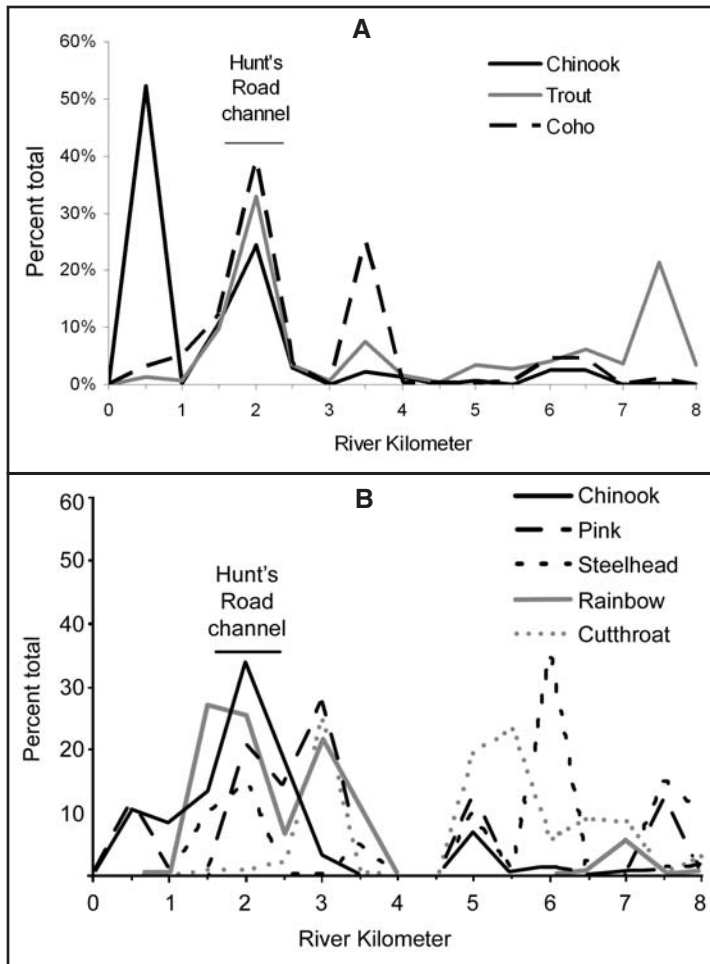 A
60%
50%
40%
30%
20%
10%
0%
Percent total
Hunt's
Road
channel
Chinook
Trout
Coho
0 1 2 3 4 5 6 7 8
River Kilometer
B
60
50
40
30
20
10
Percent total
Hunt's
Road
channel
Chinook
Pink
Steelhead
Rainbow
Cutthroat
0 1 2 3 4 5 6 7 8
River Kilometer